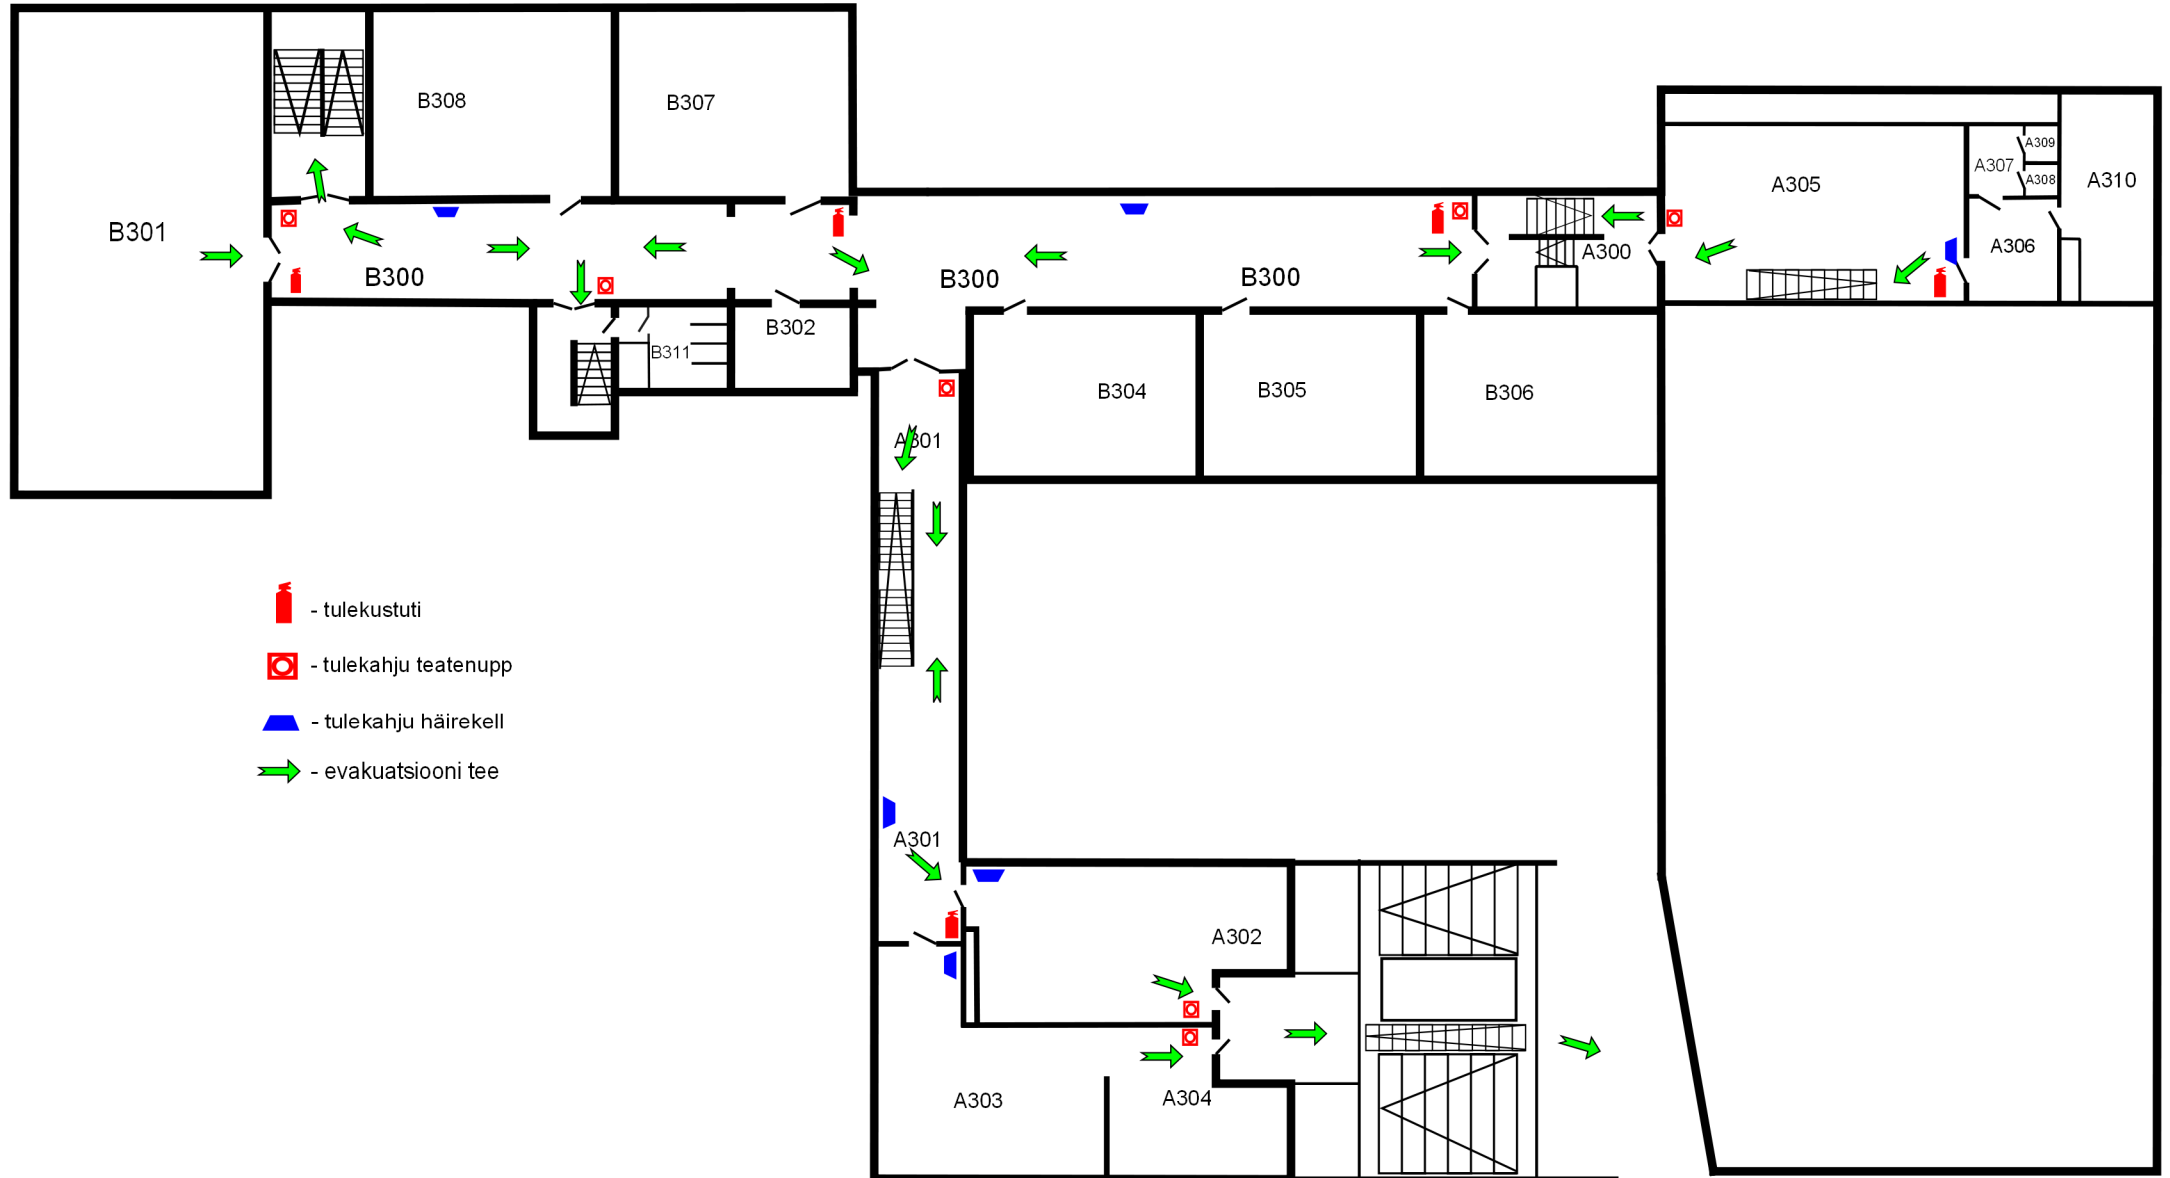 B308
B307
B301
B300
B300
B300
A300
A305
A307
A309
A308
A310
A306
B302
B311
B304
B305
B306
A301
- tulekustuti
- tulekahju teatenupp
- tulekahju häirekell
- evakuatsiooni tee
A301
A302
A303
A304